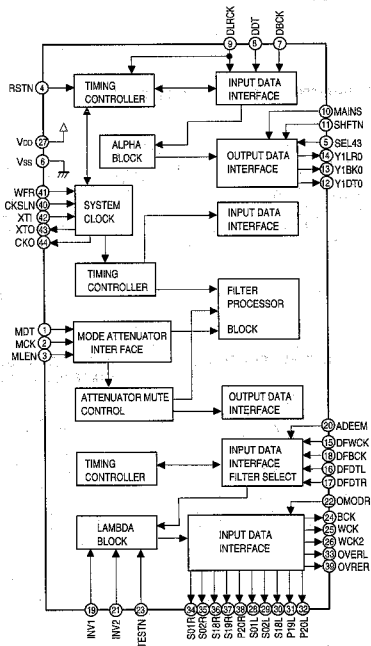 DLRCK
DDT
DBCK
9
8
7
RSTN
4
TIMING
CONTROLLER
INPUT DATA
INTERFACE
10
MAINS
11
SHFTN
VDD
27
ALPHA
BLOCK
OUTPUT DATA
INTERFACE
5
SEL43
14
Y1LR0
13
Y1BK0
12
Y1DT0
VSS
6
WFR
41
CKSLN
40
XTI
42
XTO
43
CKO
44
SYSTEM
CLOCK
INPUT DATA
INTERFACE
TIMING
CONTROLLER
FILTER
PROCESSOR
BLOCK
MDT
1
MCK
2
MLEN
3
MODE ATTENUATOR
INTERFACE
ATTENUATOR MUTE
CONTROL
OUTPUT DATA
INTERFACE
20
ADEEM
15
DFWCK
18
DFBCK
16
DFDTL
17
DFDTR
TIMING
CONTROLLER
INPUT DATA
INTERFACE
FILTER SELECT
22
OMODR
24
BCK
25
WCK
26
WCK2
33
OVERL
39
OVRER
LAMBDA
BLOCK
INPUT DATA
INTERFACE
19
21
23
34
35
36
37
38
28
29
30
31
32
INV1
INV2
TESTN
S01R
S02R
S18R
S19R
P20R
S01L
S02L
S18L
P19L
P20L